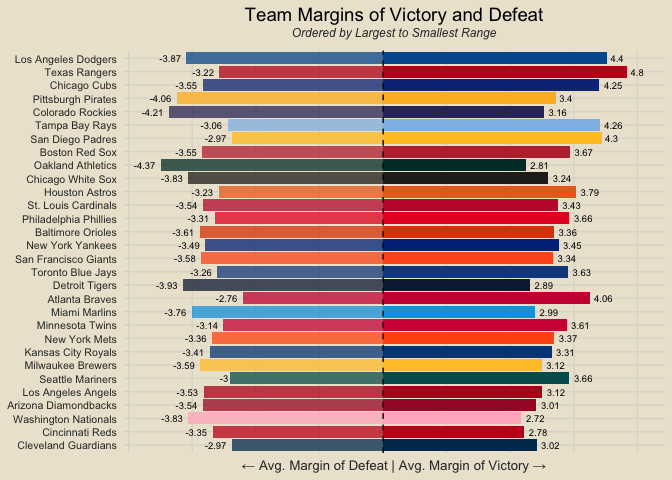 Team Margins of Victory and Defeat
Ordered by Largest to Smallest Range
Los Angeles Dodgers -3.87 4.4
Texas Rangers -3.22 4.8
Chicago Cubs -3.55 4.25
Pittsburgh Pirates -4.06 3.4
Colorado Rockies -4.21 3.16
Tampa Bay Rays -3.06 4.26
San Diego Padres -2.97 4.3
Boston Red Sox -3.55 3.67
Oakland Athletics -4.37 2.81
Chicago White Sox -3.83 3.24
Houston Astros -3.23 3.79
St. Louis Cardinals -3.54 3.43
Philadelphia Phillies -3.31 3.66
Baltimore Orioles -3.61 3.36
New York Yankees -3.49 3.45
San Francisco Giants -3.58 3.34
Toronto Blue Jays -3.26 3.63
Detroit Tigers -3.93 2.89
Atlanta Braves -2.76 4.06
Miami Marlins -3.76 2.99
Minnesota Twins -3.14 3.61
New York Mets -3.36 3.37
Kansas City Royals -3.41 3.31
Milwaukee Brewers -3.59 3.12
Seattle Mariners -3 3.66
Los Angeles Angels -3.53 3.12
Arizona Diamondbacks -3.54 3.01
Washington Nationals -3.83 2.72
Cincinnati Reds -3.35 2.78
Cleveland Guardians -2.97 3.02
← Avg. Margin of Defeat | Avg. Margin of Victory →